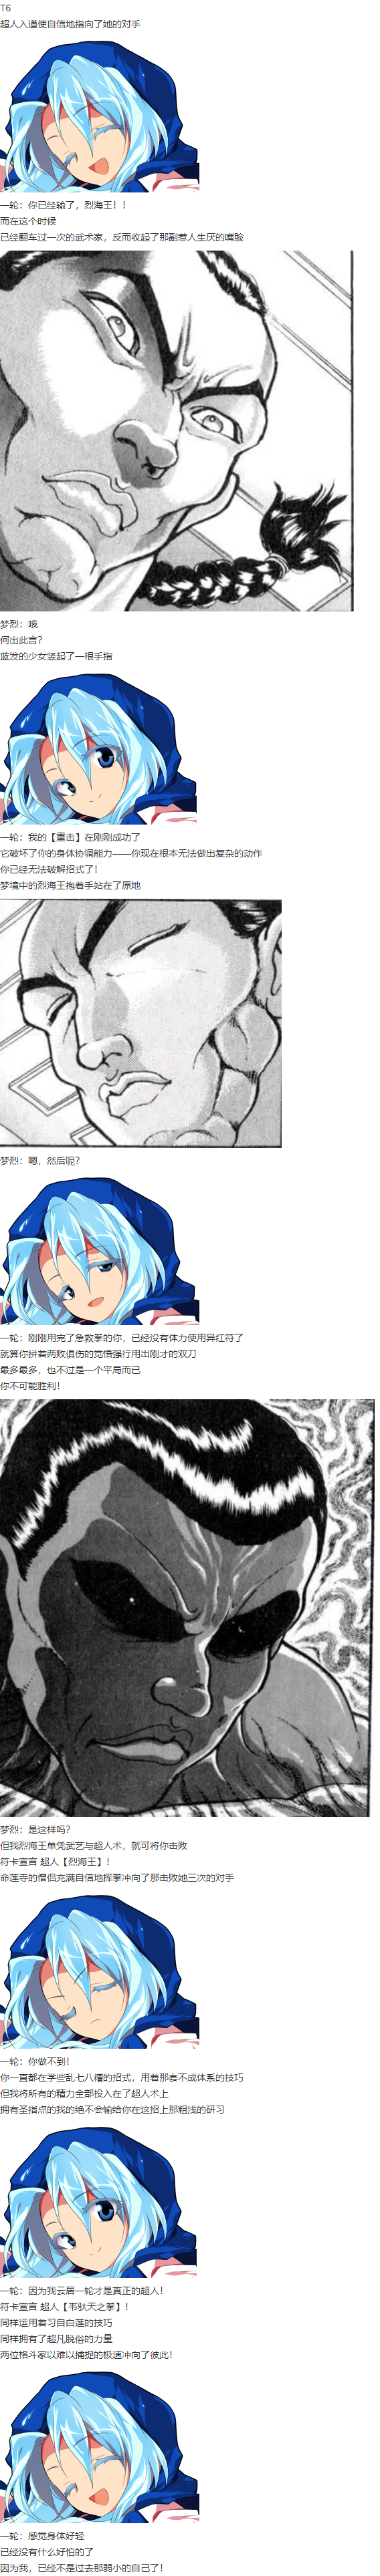 T6
超人入道使自信地指向了她的对手
一轮：你已经输了，烈海王！！
而在这个时候
已经翻车过一次的武术家，反而收起了那副惹人生厌的嘴脸
梦烈：哦
何出此言？
蓝发的少女竖起了一根手指
一轮：我的【重击】在刚刚成功了
它破坏了你的身体协调能力——你现在根本无法做出复杂的动作
你已经无法破解招式了！
梦境中的烈海王抱着手站在了原地
梦烈：嗯，然后呢？
一轮：刚刚用完了急救拳的你，已经没有体力使用异红符了
就算你拼着两败俱伤的觉悟强行用出刚才的双刀
最多最多，也不过是一个平局而已
你不可能胜利！
梦烈：是这样吗？
但我烈海王单凭武艺与超人术，就可将你击败
符卡宣言 超人【烈海王】！
命莲寺的僧侣充满自信地挥拳冲向了那击败她三次的对手
一轮：你做不到！
你一直都在学些乱七八糟的招式，用着那套不成体系的技巧
但我将所有的精力全部投入在了超人术上
拥有圣指点的我的绝不会输给你在这招上那粗浅的研习
一轮：因为我云居一轮才是真正的超人！
符卡宣言 超人【韦驮天之拳】！
同样运用着习自白莲的技巧
同样拥有了超凡脱俗的力量
两位格斗家以难以捕捉的极速冲向了彼此！
一轮：感觉身体好轻
已经没有什么好怕的了
因为我，已经不是过去那弱小的自己了！